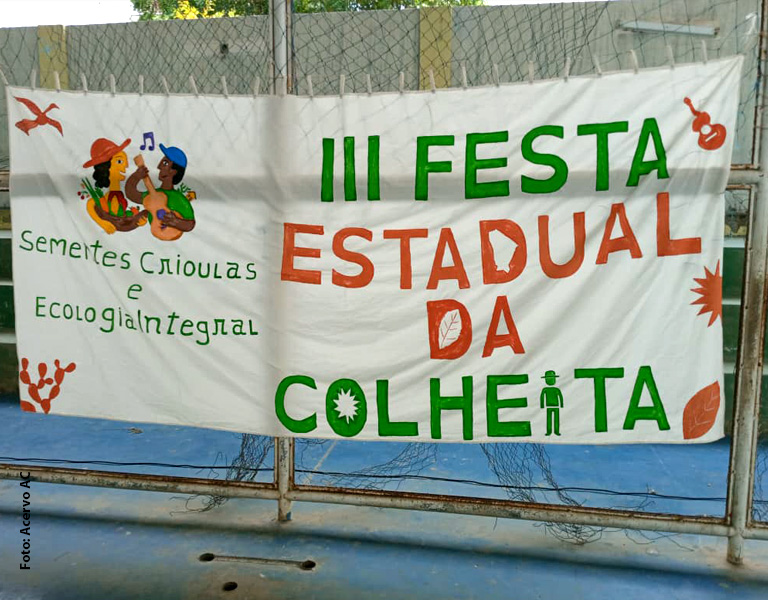 III FESTA
ESTADUAL
DA
COLHEITA
Sementes Crioulas
e
Ecologia Integral
Foto: Acervo AC